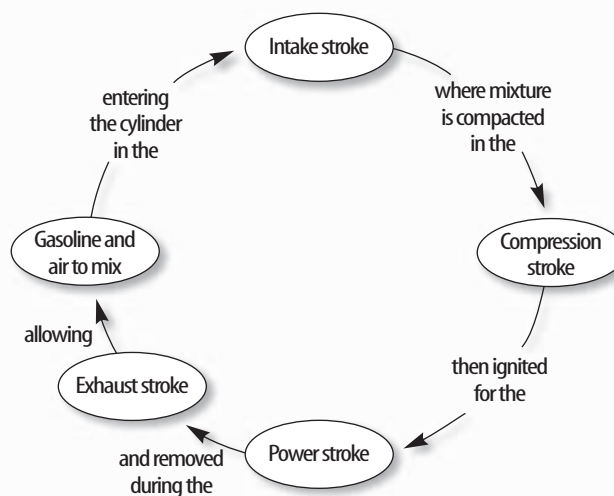 Intake stroke
where mixture
is compacted
in the
Compression
stroke
then ignited
for the
Power stroke
and removed
during the
Exhaust stroke
allowing
Gasoline and
air to mix
entering
the cylinder
in the